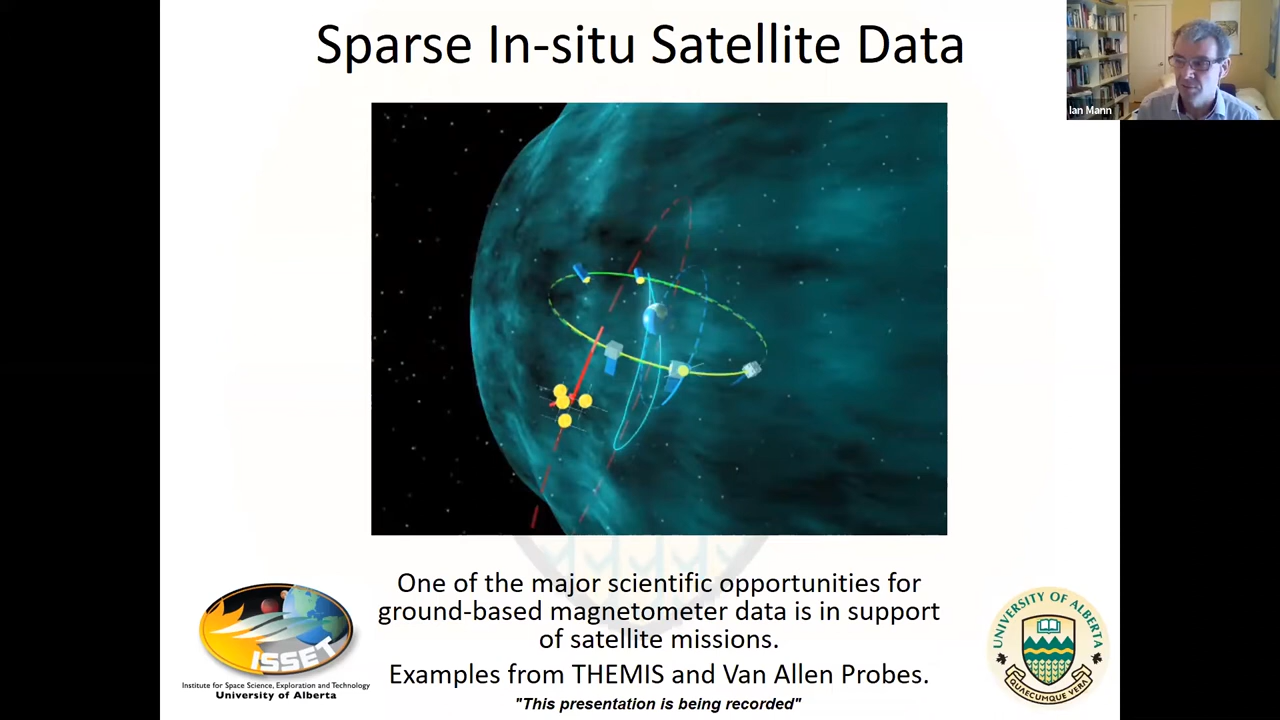 Sparse In-situ Satellite Data
Ian Mann
One of the major scientific opportunities for
ground-based magnetometer data is in support
of satellite missions.
Examples from THEMIS and Van Allen Probes.
"This presentation is being recorded"
ISSET
Institute for Space Science, Exploration and Technology
University of Alberta
UNIVERSITY OF ALBERTA
QUAECUMQUE VERA